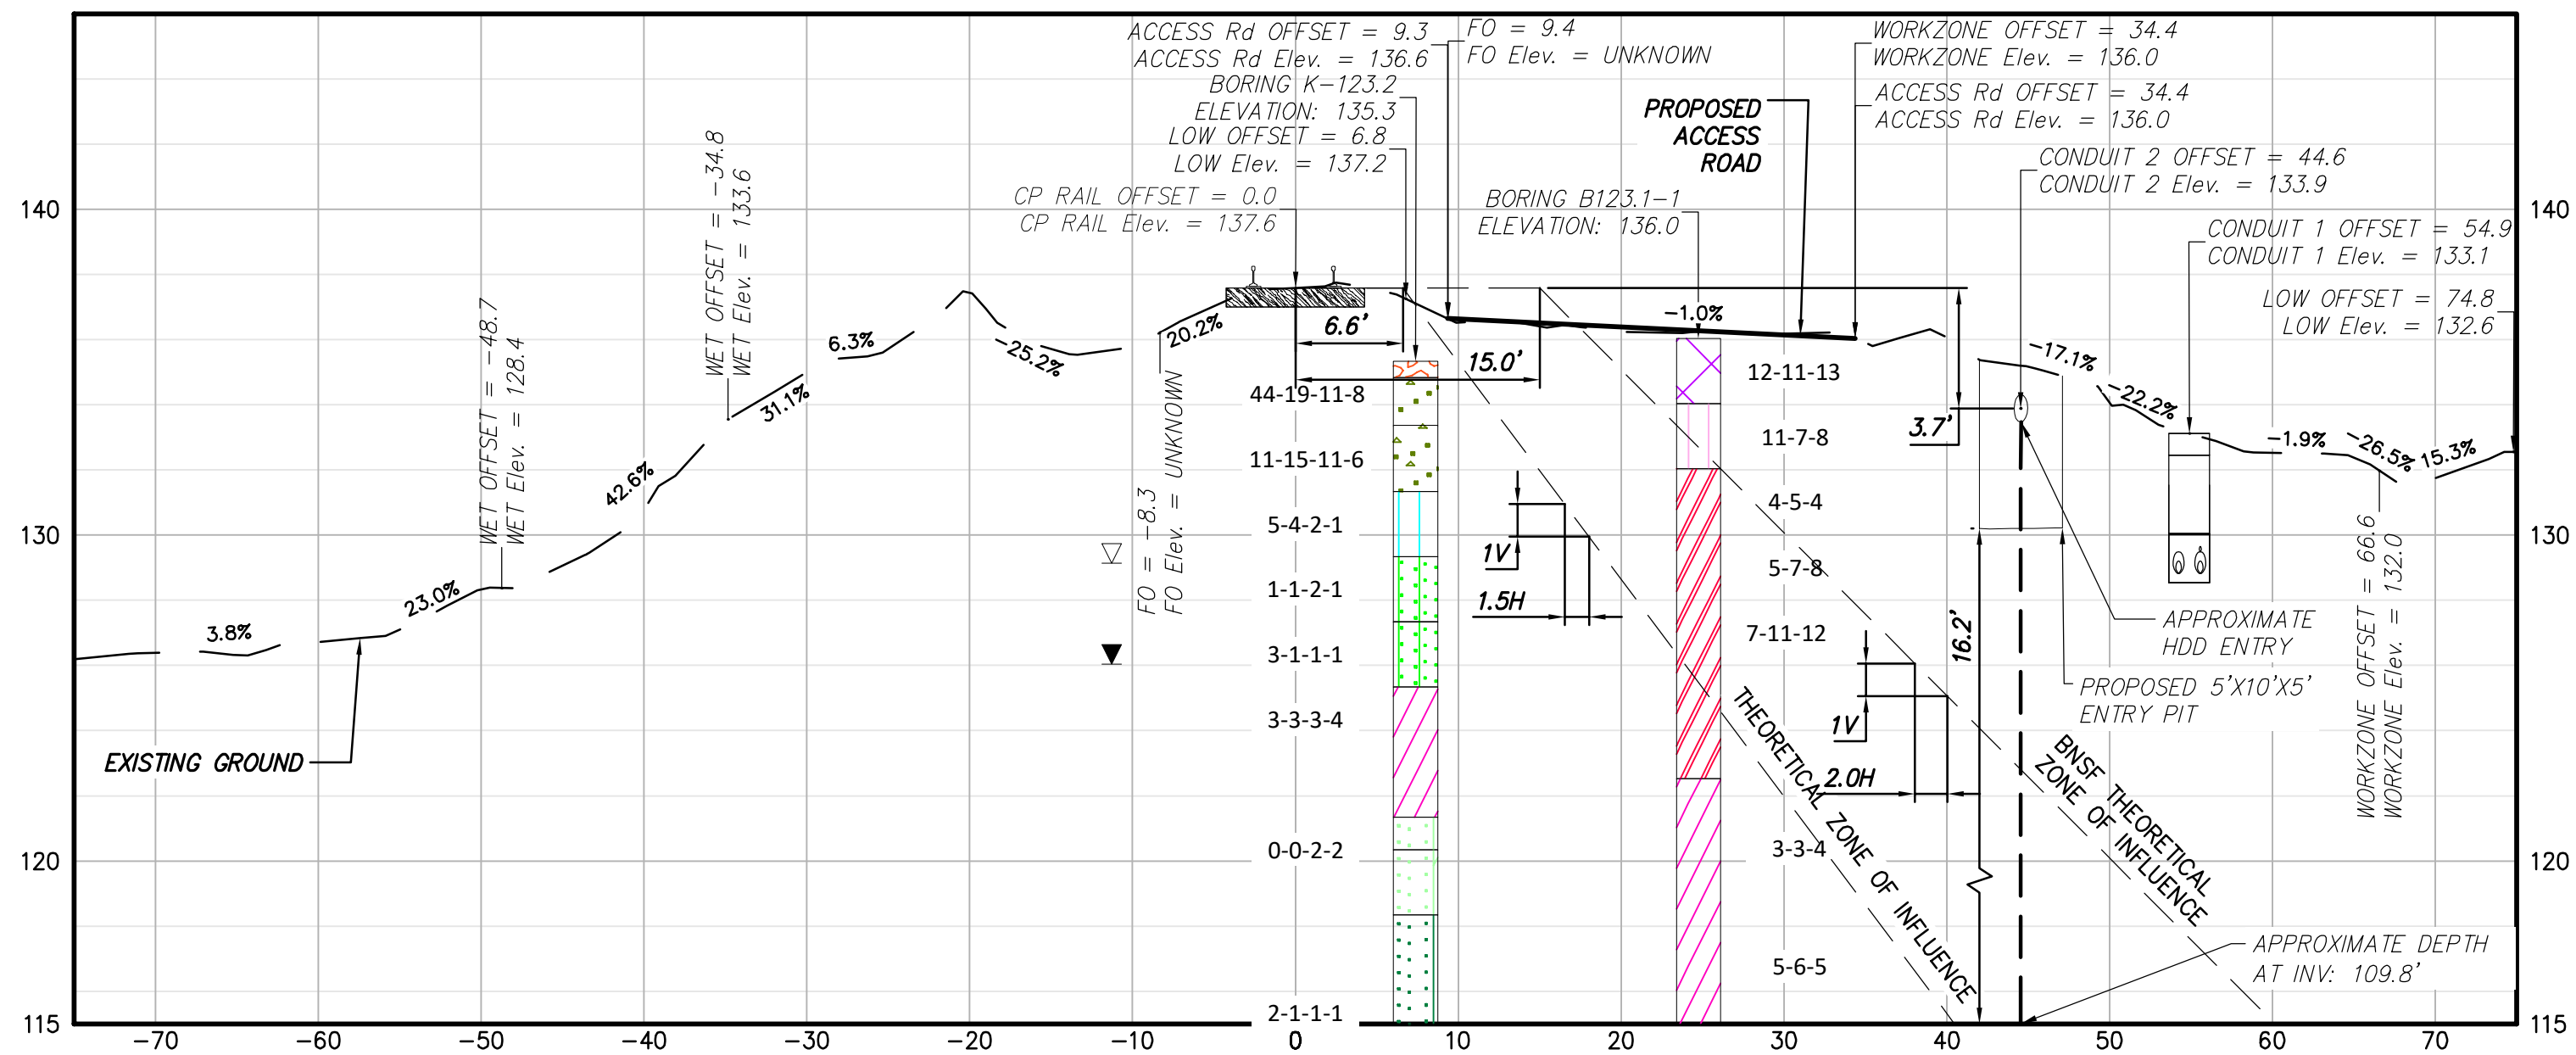 ACCESS Rd OFFSET = 9.3
ACCESS Rd Elev. = 136.6
BORING K-123.2
ELEVATION: 135.3
LOW OFFSET = 6.8
LOW Elev. = 137.2
CP RAIL OFFSET = 0.0
CP RAIL Elev. = 137.6
FO = 9.4
FO Elev. = UNKNOWN
WORKZONE OFFSET = 34.4
WORKZONE Elev. = 136.0
ACCESS Rd OFFSET = 34.4
ACCESS Rd Elev. = 136.0
PROPOSED
ACCESS
ROAD
BORING B123.1-1
ELEVATION: 136.0
CONDUIT 2 OFFSET = 44.6
CONDUIT 2 Elev. = 133.9
CONDUIT 1 OFFSET = 54.9
CONDUIT 1 Elev. = 133.1
LOW OFFSET = 74.8
LOW Elev. = 132.6
WET OFFSET = -48.7
WET Elev. = 128.4
WET OFFSET = -34.8
WET Elev. = 133.6
FO = -8.3
FO Elev. = UNKNOWN
140
130
120
115
140
130
120
115
3.8%
23.0%
42.6%
31.1%
6.3%
-25.2%
20.2%
-1.0%
-17.1%
-22.2%
-1.9%
-26.5%
15.3%
6.6'
15.0'
3.7'
16.2'
EXISTING GROUND
44-19-11-8
11-15-11-6
5-4-2-1
1-1-2-1
3-1-1-1
3-3-3-4
0-0-2-2
2-1-1-1
12-11-13
11-7-8
4-5-4
5-7-8
7-11-12
3-3-4
5-6-5
1V
1.5H
1V
2.0H
THEORETICAL ZONE OF INFLUENCE
BNSF THEORETICAL
ZONE OF INFLUENCE
APPROXIMATE
HDD ENTRY
PROPOSED 5'X10'X5'
ENTRY PIT
WORKZONE OFFSET = 66.6
WORKZONE Elev. = 132.0
APPROXIMATE DEPTH
AT INV: 109.8'
-70
-60
-50
-40
-30
-20
-10
0
10
20
30
40
50
60
70